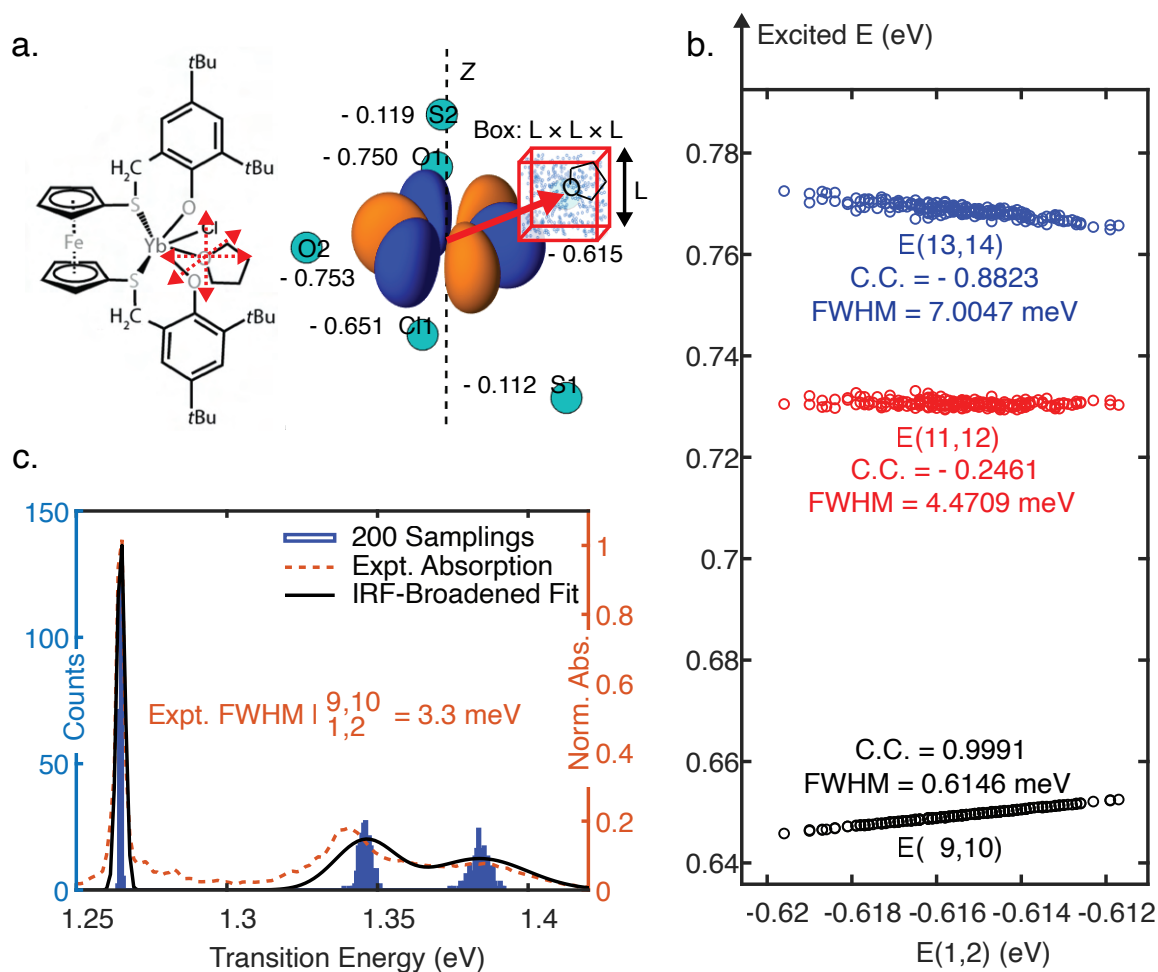 a.
tBu
tBu
H2C
S
O
Cl
Fe
Yb
O
S
H2C
tBu
tBu
Z
- 0.119 S2
- 0.750 O1
Box: L × L × L
O
L
- 0.615
O2
- 0.753
- 0.651 Cl1
- 0.112 S1
b.
Excited E (eV)
0.78
0.76
0.74
0.72
0.7
0.68
0.66
0.64
E(13,14)
C.C. = - 0.8823
FWHM = 7.0047 meV
E(11,12)
C.C. = - 0.2461
FWHM = 4.4709 meV
C.C. = 0.9991
FWHM = 0.6146 meV
E( 9,10)
-0.62 -0.618 -0.616 -0.614 -0.612
E(1,2) (eV)
c.
150
100
50
0
Counts
200 Samplings
Expt. Absorption
IRF-Broadened Fit
Expt. FWHM | 9,10 1,2 = 3.3 meV
1
0.8
0.6
0.4
0.2
0
Norm. Abs.
1.25 1.3 1.35 1.4
Transition Energy (eV)